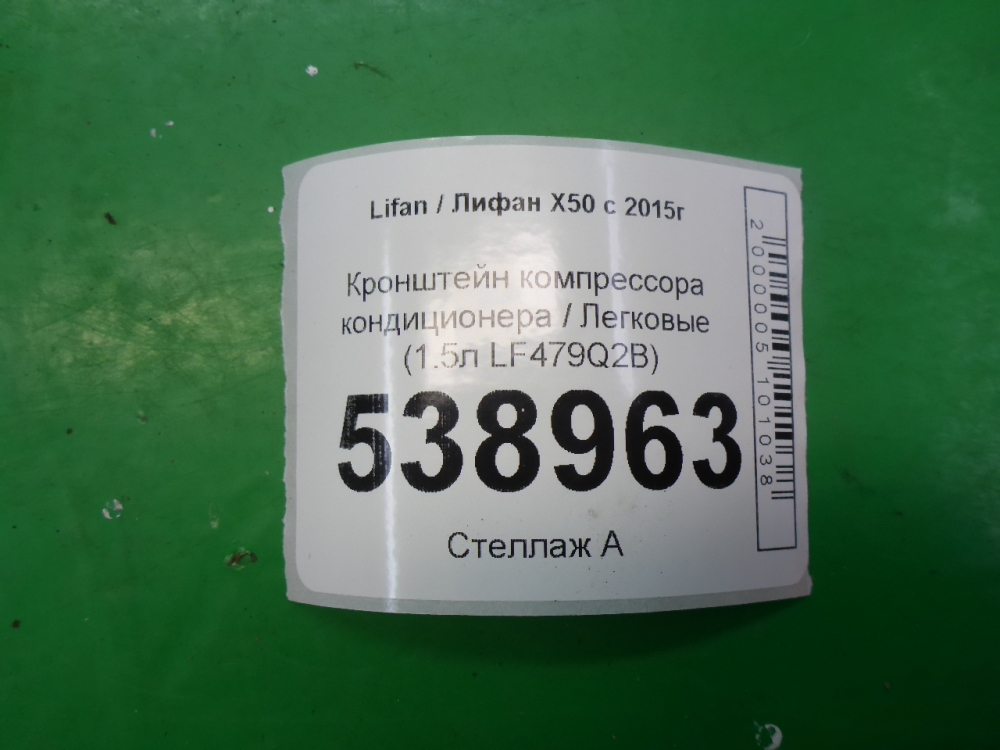 Lifan / Лифан X50 с 2015г
Кронштейн компрессора
кондиционера / Легковые
(1.5л LF479Q2B)
538963
Стеллаж А
2000005101038